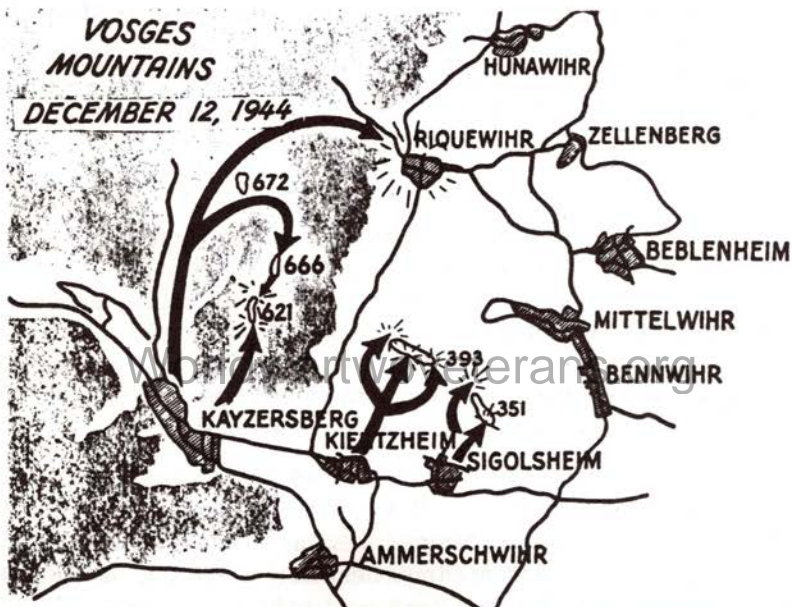 VOSGES
MOUNTAINS
DECEMBER 12, 1944
HUNAWIHR
RIQUEWIHR
ZELLENBERG
672
BEBLENHEIM
666
621
MITTELWIHR
393
BENNWIHR
351
KAYZERSBERG
KIENTZHEIM
SIGOLSHEIM
AMMERSCHWIHR